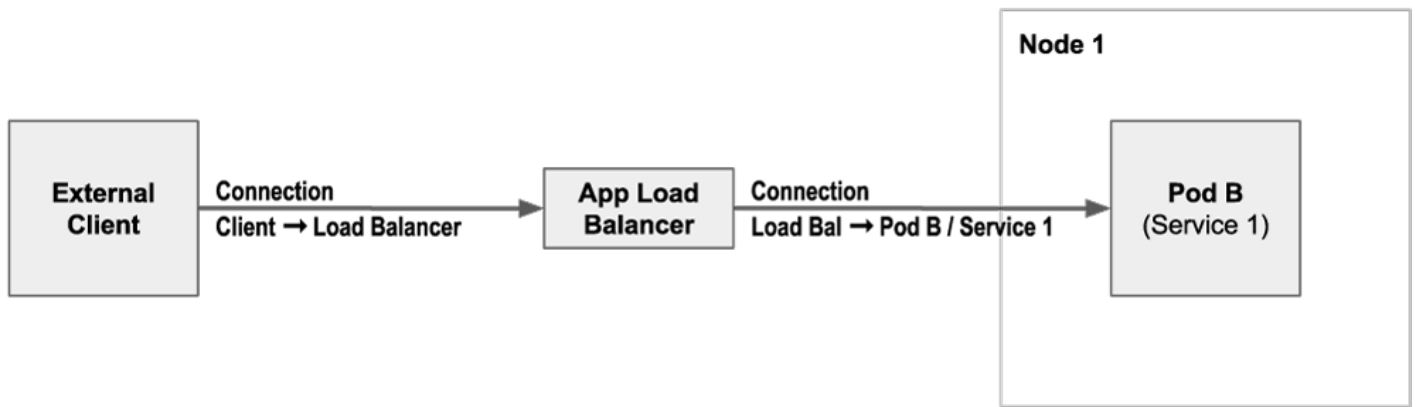 Node 1
External
Client
Connection
Client → Load Balancer
App Load
Balancer
Connection
Load Bal → Pod B / Service 1
Pod B
(Service 1)